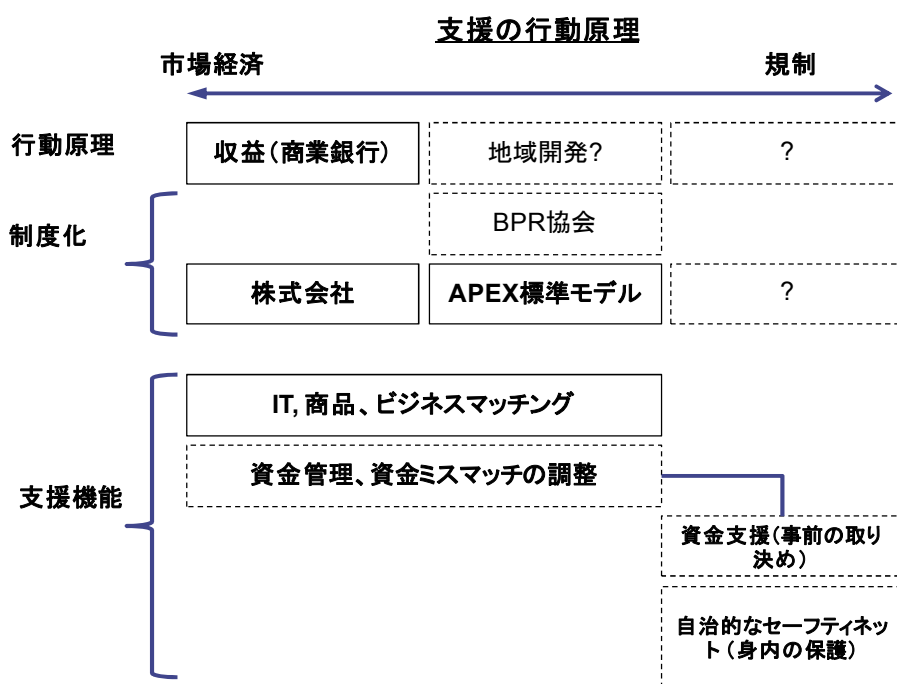 支援の行動原理
市場経済 規制
行動原理 収益（商業銀行） 地域開発? ?
制度化
BPR協会
株式会社 APEX標準モデル ?
IT, 商品、ビジネスマッチング
資金管理、資金ミスマッチの調整
支援機能
資金支援（事前の取り
決め）
自治的なセーフティネッ
ト（身内の保護）